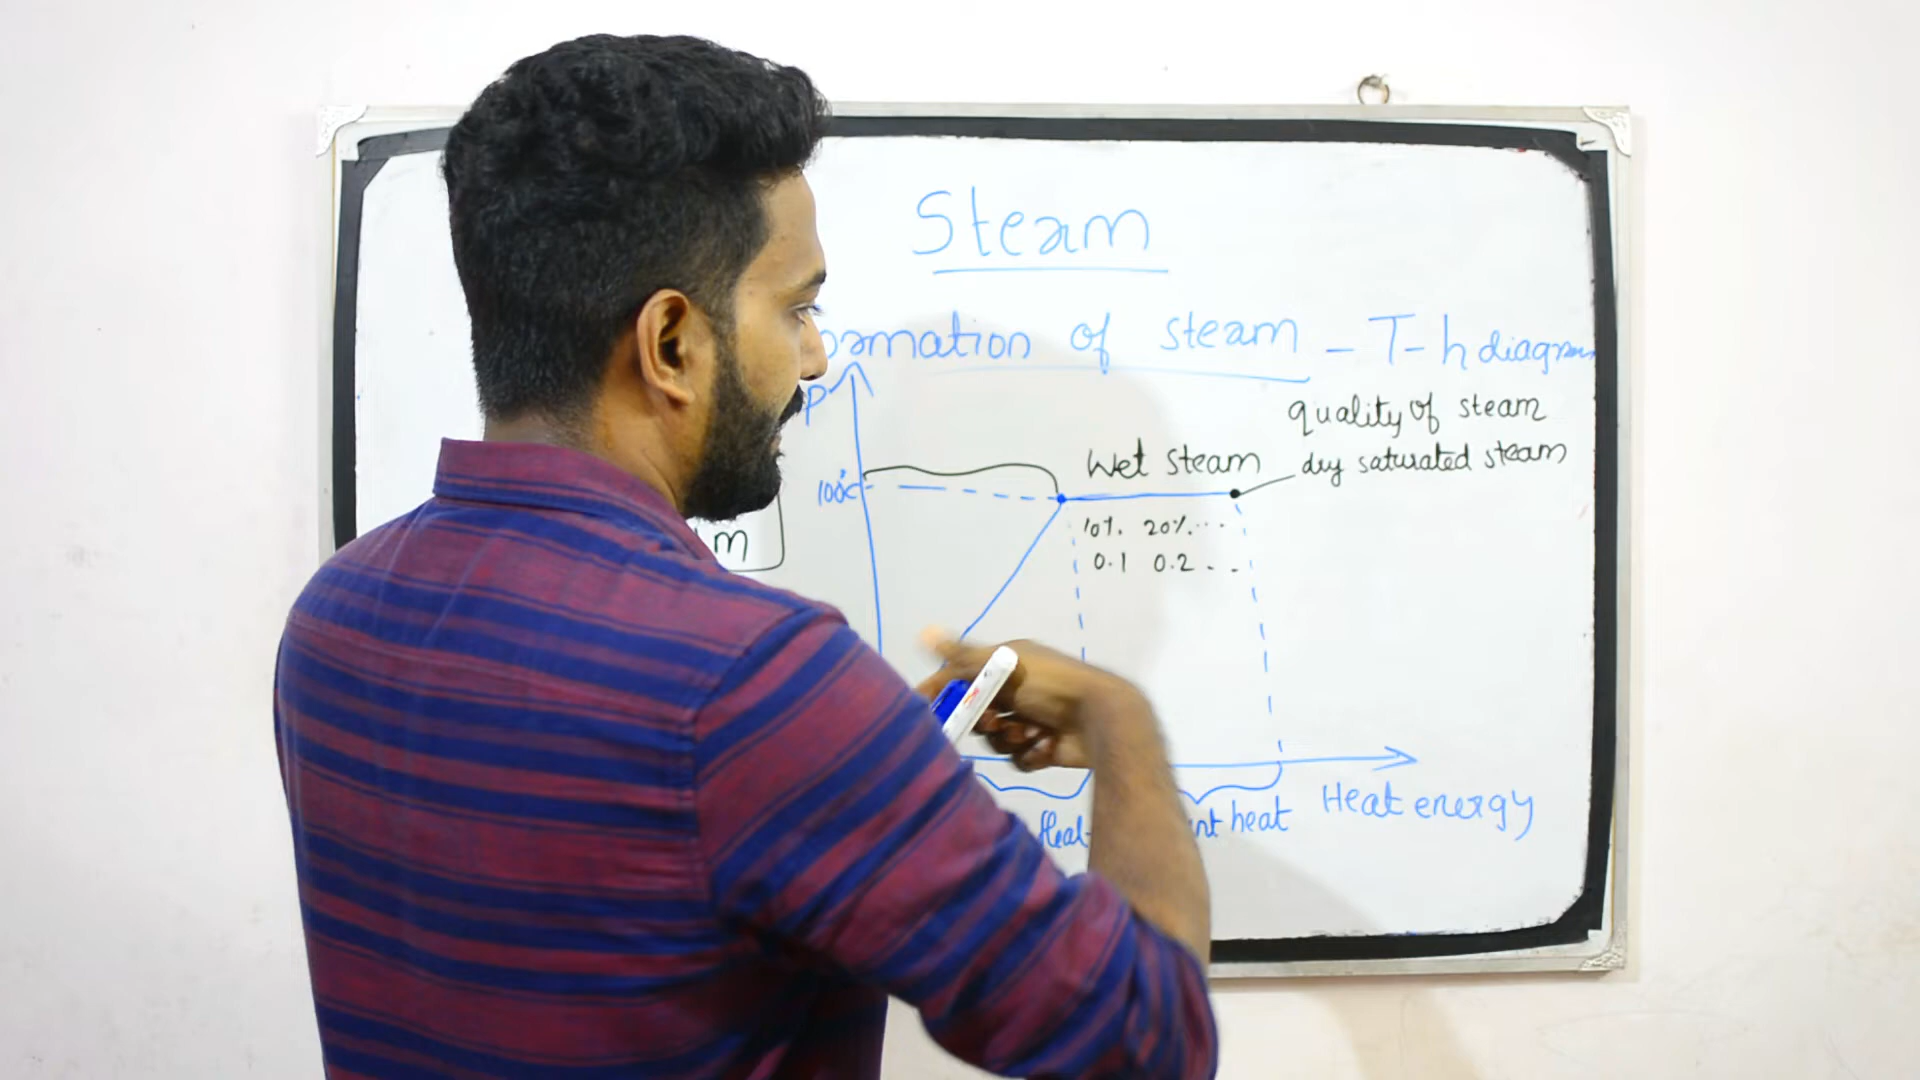 Steam
ormation of steam - T-h diagram
P
quality of steam
Wet steam
dry saturated steam
100°C
10%. 20%...
m
0.1 0.2 . . .
Heat energy
nt heat